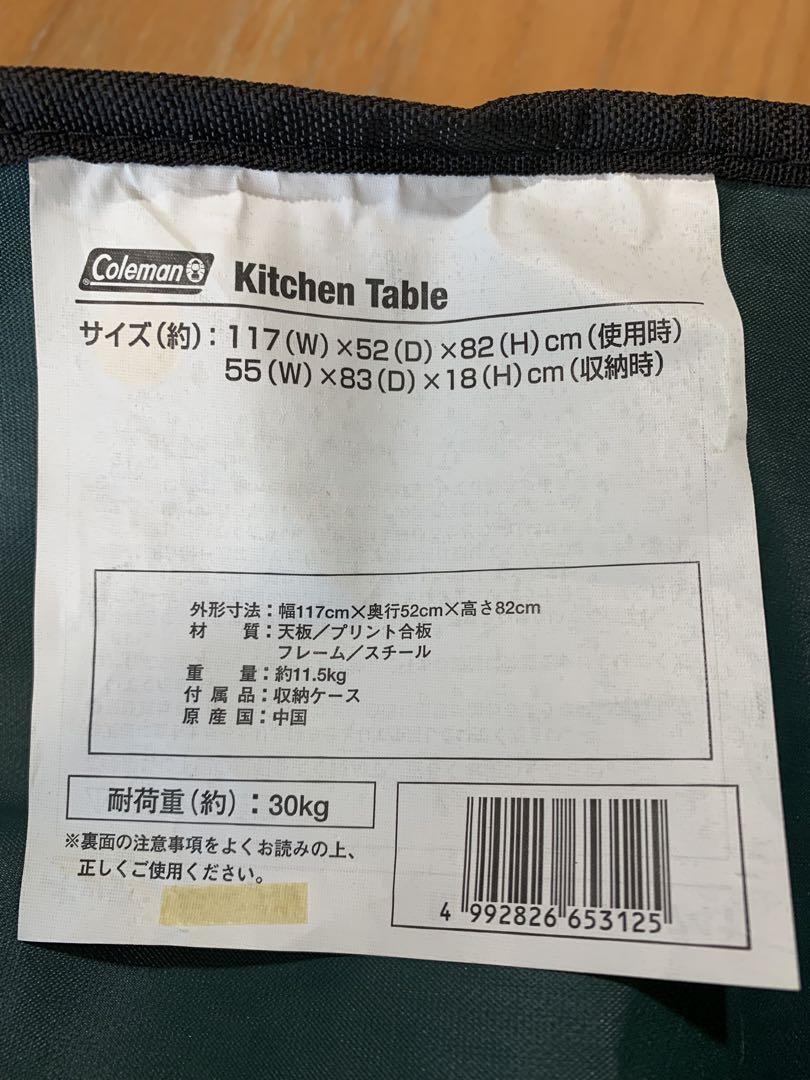 Coleman
Kitchen Table
サイズ(約)：117(W)×52(D)×82(H)cm(使用時)
55(W)×83(D)×18(H)cm(収納時)
外形寸法：幅117cm×奥行52cm×高さ82cm
材　質：天板／プリント合板
フレーム／スチール
重　量：約11.5kg
付属品：収納ケース
原産国：中国
耐荷重(約)：30kg
※裏面の注意事項をよくお読みの上、
正しくご使用ください。
4 992826 653125